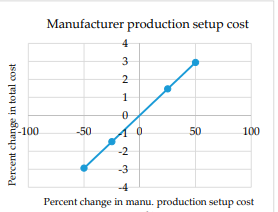 Manufacturer production setup cost
4
3
2
1
0
-100 -50 0 50 100
-1
-2
-3
-4
Percent change in total cost
Percent change in manu. production setup cost